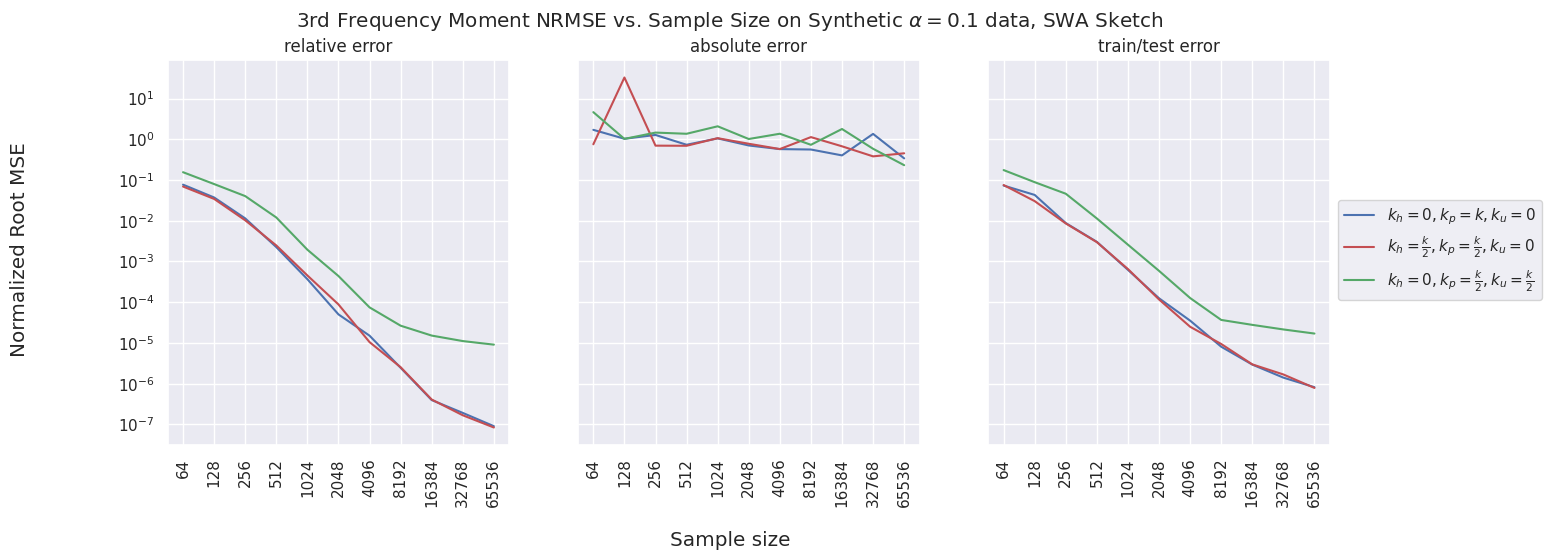 3rd Frequency Moment NRMSE vs. Sample Size on Synthetic α = 0.1 data, SWA Sketch
relative error
absolute error
train/test error
Normalized Root MSE
10^1
10^0
10^-1
10^-2
10^-3
10^-4
10^-5
10^-6
10^-7
64 128 256 512 1024 2048 4096 8192 16384 32768 65536
64 128 256 512 1024 2048 4096 8192 16384 32768 65536
64 128 256 512 1024 2048 4096 8192 16384 32768 65536
Sample size
k_h = 0, k_p = k, k_u = 0
k_h = k/2, k_p = k/2, k_u = 0
k_h = 0, k_p = k/2, k_u = k/2